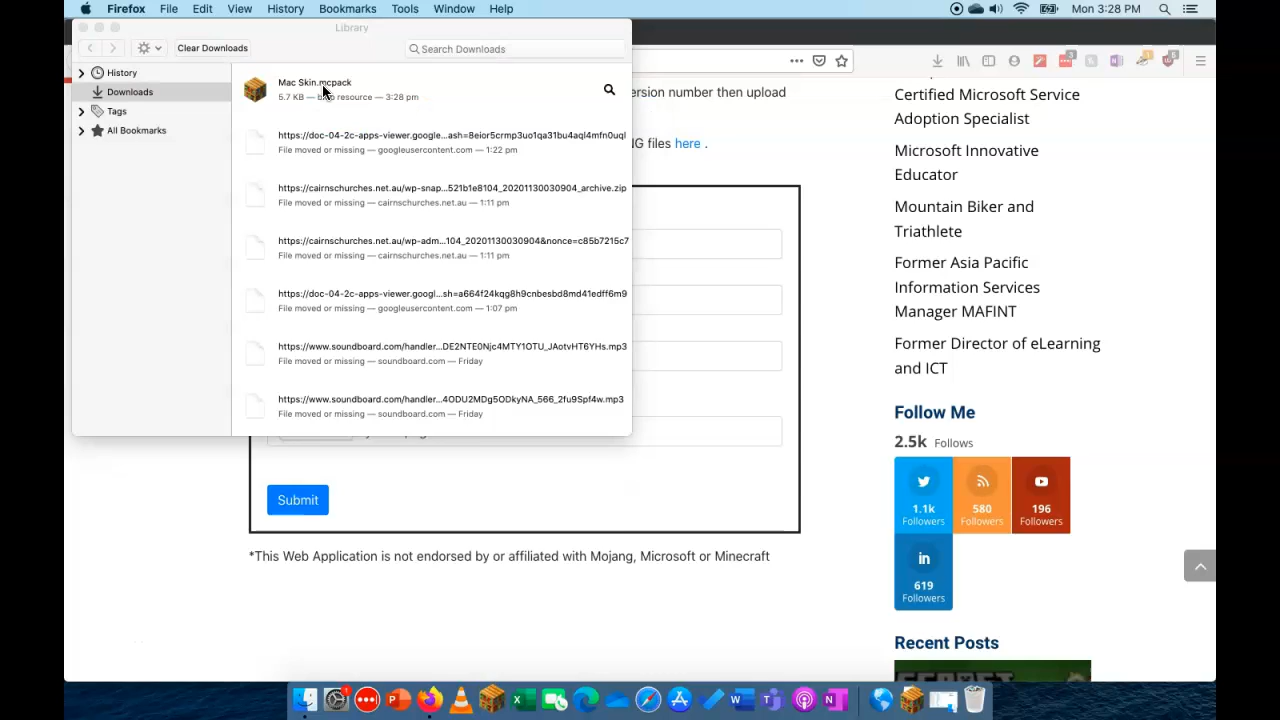 Firefox File Edit View History Bookmarks Tools Window Help
Mon 3:28 PM
Library
Clear Downloads
Search Downloads
History
Downloads
Tags
All Bookmarks
Mac Skin.mcpack
5.7 KB — blob resource — 3:28 pm
https://doc-04-2c-apps-viewer.google...ash=8eior5crmp3uo1qa31bu4aql4mfn0uql
File moved or missing — googleusercontent.com — 1:22 pm
https://cairnschurches.net.au/wp-snap...521b1e8104_20201130030904_archive.zip
File moved or missing — cairnschurches.net.au — 1:11 pm
https://cairnschurches.net.au/wp-adm...104_20201130030904&nonce=c85b7215c7
File moved or missing — cairnschurches.net.au — 1:11 pm
https://doc-04-2c-apps-viewer.googl...sh=a664f24kqg8h9cnbesbd8md41edff6m9
File moved or missing — googleusercontent.com — 1:07 pm
https://www.soundboard.com/handler...DE2NTE0Njc4MTY1OTU_JAotvHT6YHs.mp3
File moved or missing — soundboard.com — Friday
https://www.soundboard.com/handler...4ODU2MDg5ODkyNA_566_2fu9Spf4w.mp3
File moved or missing — soundboard.com — Friday
ersion number then upload
IG files here .
Submit
*This Web Application is not endorsed by or affiliated with Mojang, Microsoft or Minecraft
Certified Microsoft Service
Adoption Specialist
Microsoft Innovative
Educator
Mountain Biker and
Triathlete
Former Asia Pacific
Information Services
Manager MAFINT
Former Director of eLearning
and ICT
Follow Me
2.5k Follows
1.1k
Followers
580
Followers
196
Followers
in
619
Followers
Recent Posts